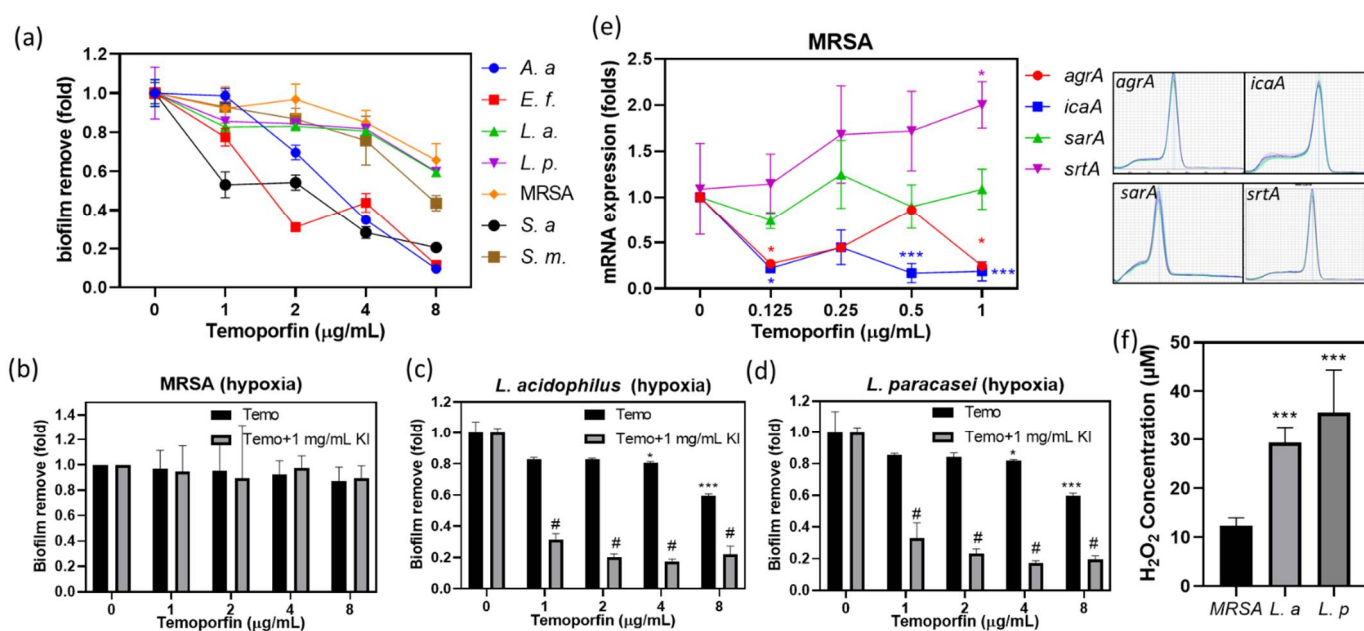 (a)
1.2
1.0
0.8
0.6
0.4
0.2
0.0
biofilm remove (fold)
0 1 2 4 8
Temoporfin (μg/mL)
A. a
E. f.
L. a.
L. p.
MRSA
S. a
S. m.
(e)
MRSA
2.5
2.0
1.5
1.0
0.5
0.0
mRNA expression (folds)
*
*
*
***
*
***
0 0.125 0.25 0.5 1
Temoporfin (μg/mL)
agrA
icaA
sarA
srtA
agrA
icaA
sarA
srtA
(b)
MRSA (hypoxia)
Temo
Temo+1 mg/mL KI
1.4
1.2
1.0
0.8
0.6
0.4
0.2
0.0
Biofilm remove (fold)
0 1 2 4 8
Temoporfin (μg/mL)
(c)
L. acidophilus (hypoxia)
Temo
Temo+1 mg/mL KI
1.2
1.0
0.8
0.6
0.4
0.2
0.0
Biofilm remove (fold)
*
***
# # # #
0 1 2 4 8
Temoporfin (μg/mL)
(d)
L. paracasei (hypoxia)
Temo
Temo+1 mg/mL KI
1.2
1.0
0.8
0.6
0.4
0.2
0.0
Biofilm remove (fold)
*
***
# # # #
0 1 2 4 8
Temoporfin (μg/mL)
(f)
50
40
30
20
10
0
H₂O₂ Concentration (μM)
***
***
MRSA L. a L. p